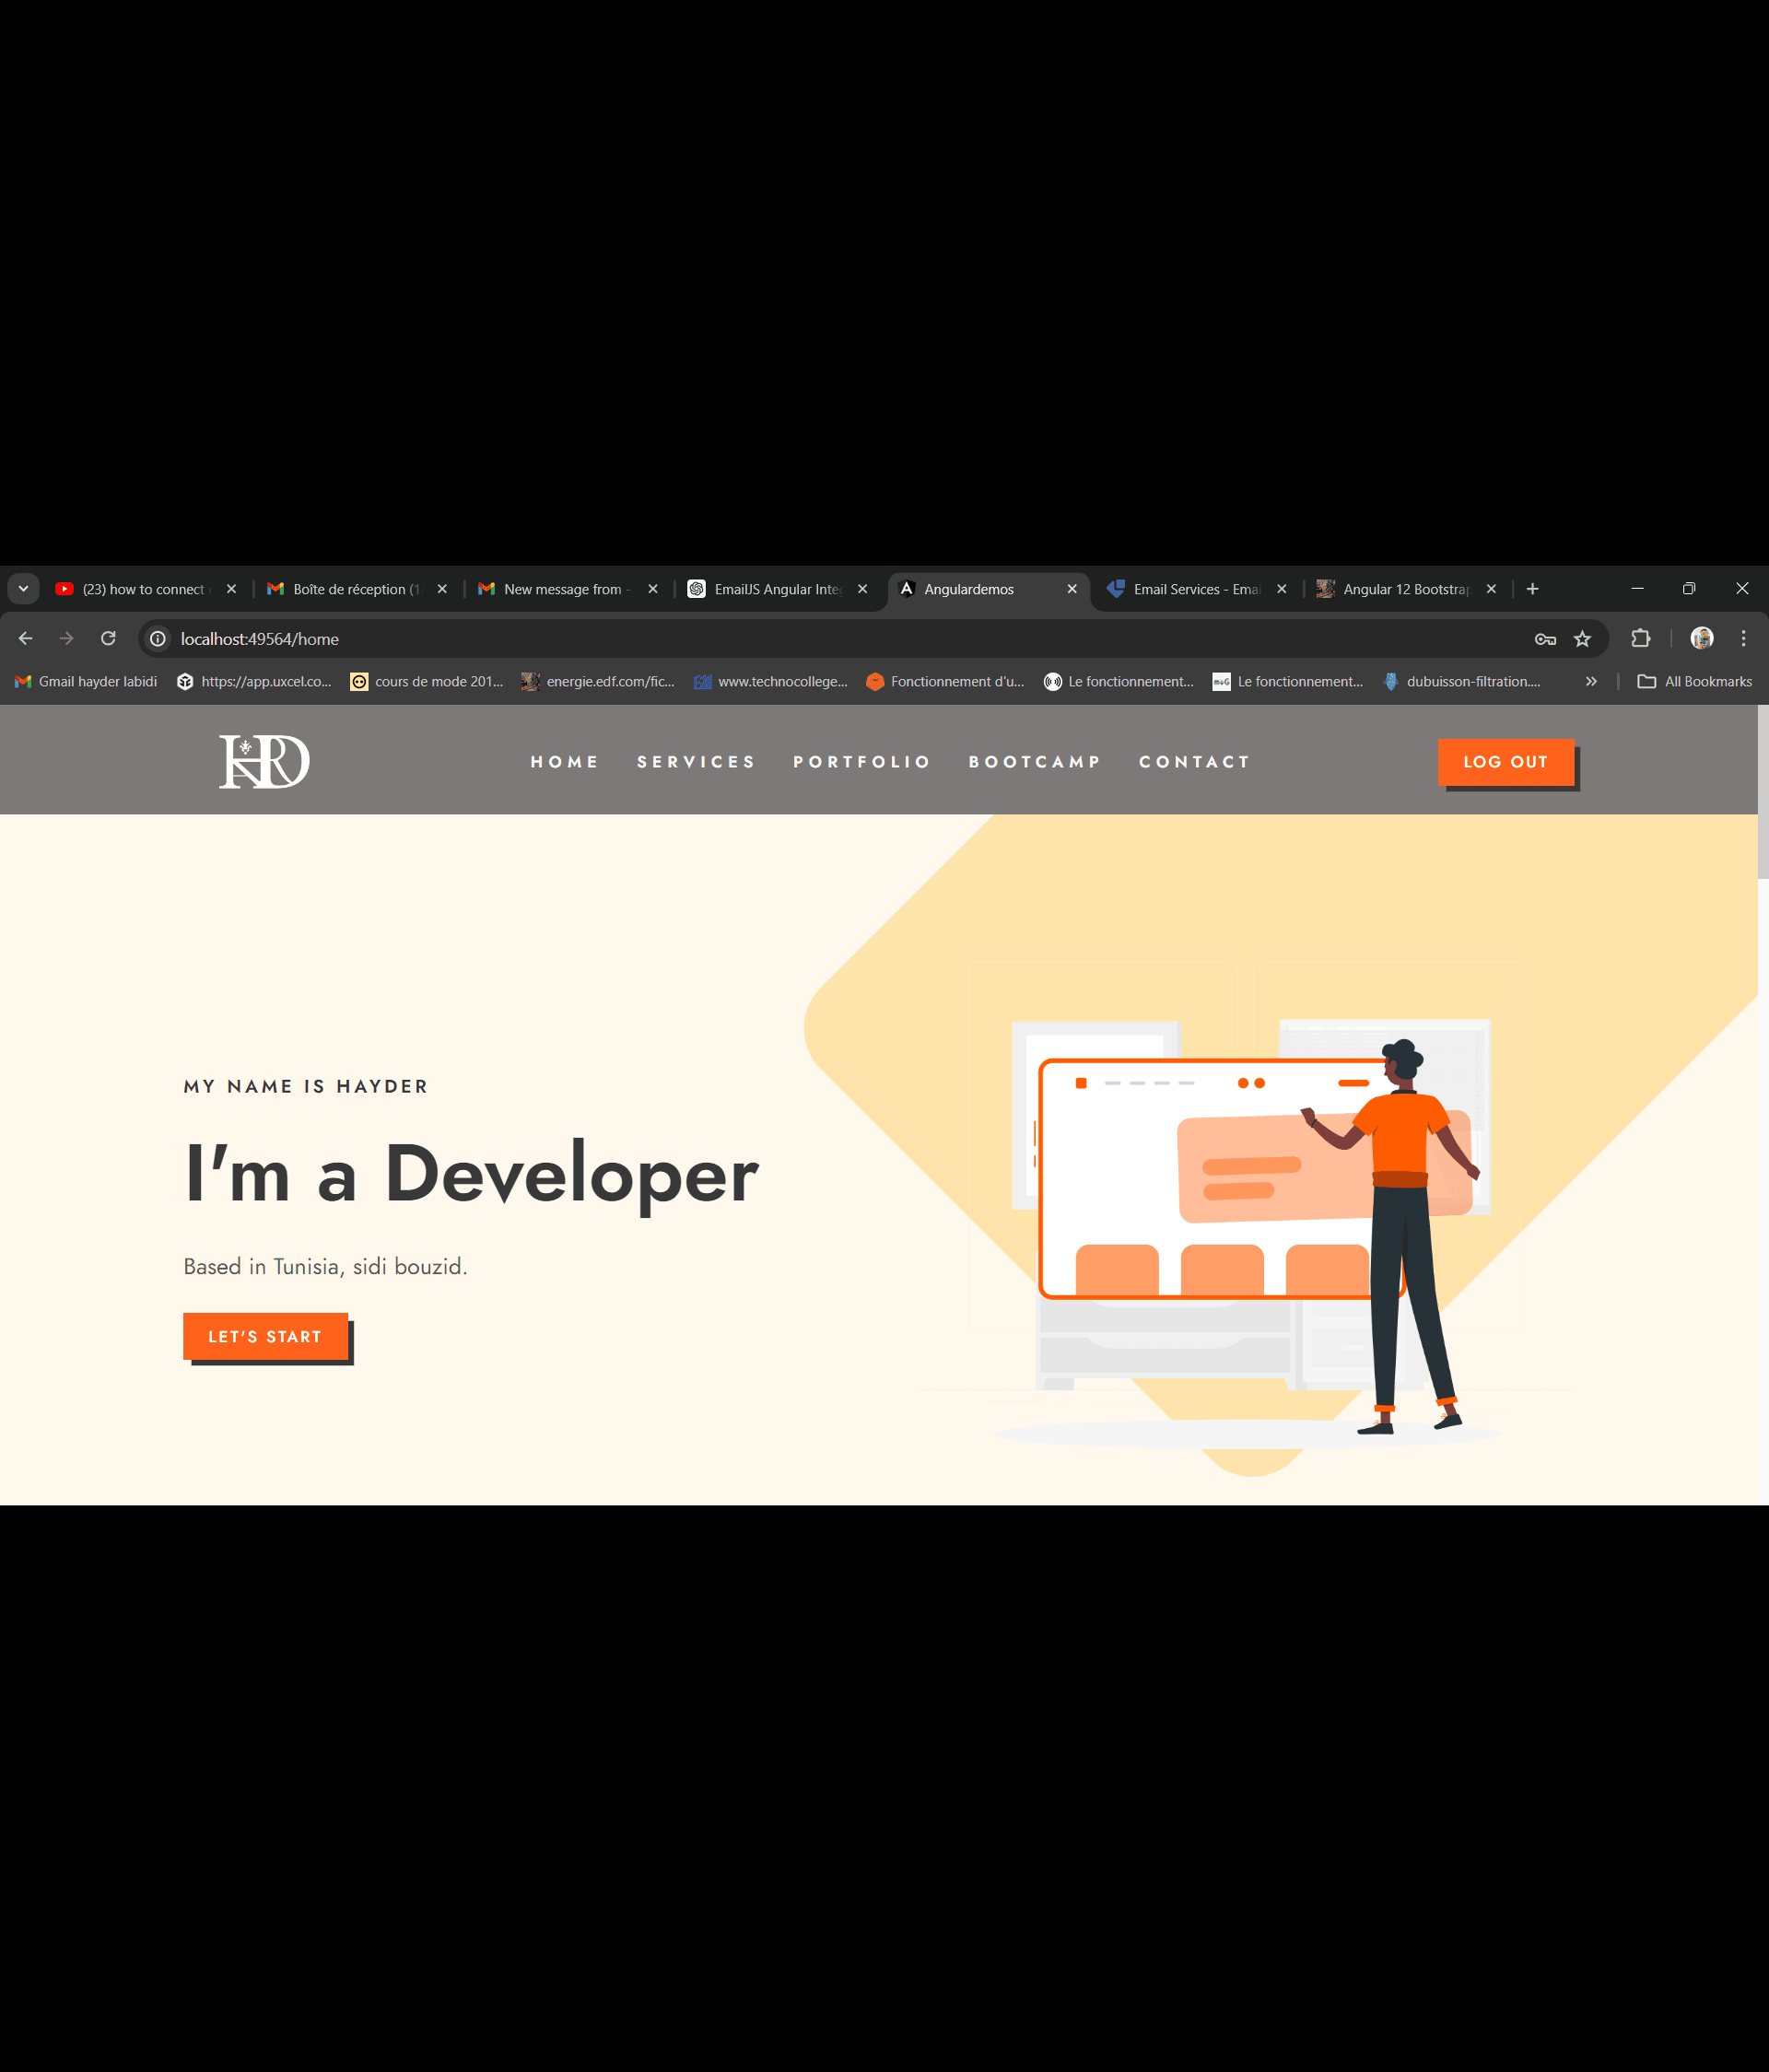 (23) how to connect
Boîte de réception (1
New message from -
EmailJS Angular Inte
Angulardemos
Email Services - Emai
Angular 12 Bootstrap
localhost:49564/home
Gmail hayder labidi
https://app.uxcel.co...
cours de mode 201...
energie.edf.com/fic...
www.technocollege...
Fonctionnement d'u...
Le fonctionnement...
Le fonctionnement...
dubuisson-filtration....
All Bookmarks
HRD
HOME
SERVICES
PORTFOLIO
BOOTCAMP
CONTACT
LOG OUT
MY NAME IS HAYDER
I'm a Developer
Based in Tunisia, sidi bouzid.
LET'S START